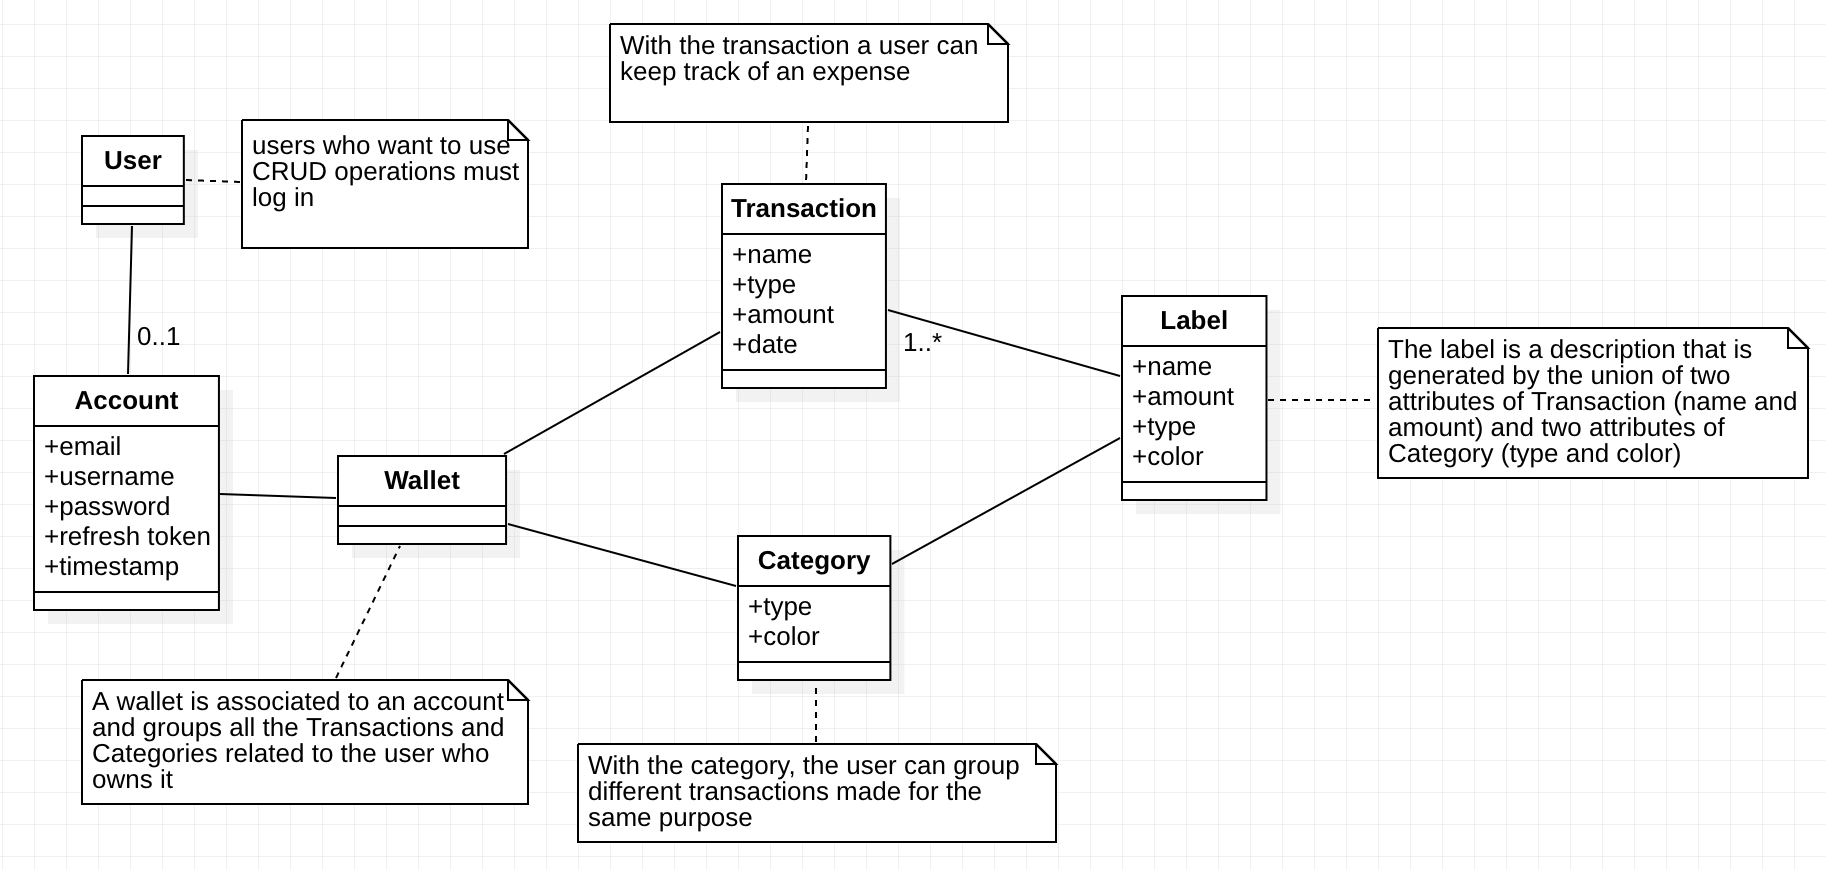 With the transaction a user can
keep track of an expense
User
users who want to use
CRUD operations must
log in
0..1
Transaction
+name
+type
+amount
+date
1..*
Label
+name
+amount
+type
+color
The label is a description that is
generated by the union of two
attributes of Transaction (name and
amount) and two attributes of
Category (type and color)
Account
+email
+username
+password
+refresh token
+timestamp
Wallet
Category
+type
+color
A wallet is associated to an account
and groups all the Transactions and
Categories related to the user who
owns it
With the category, the user can group
different transactions made for the
same purpose